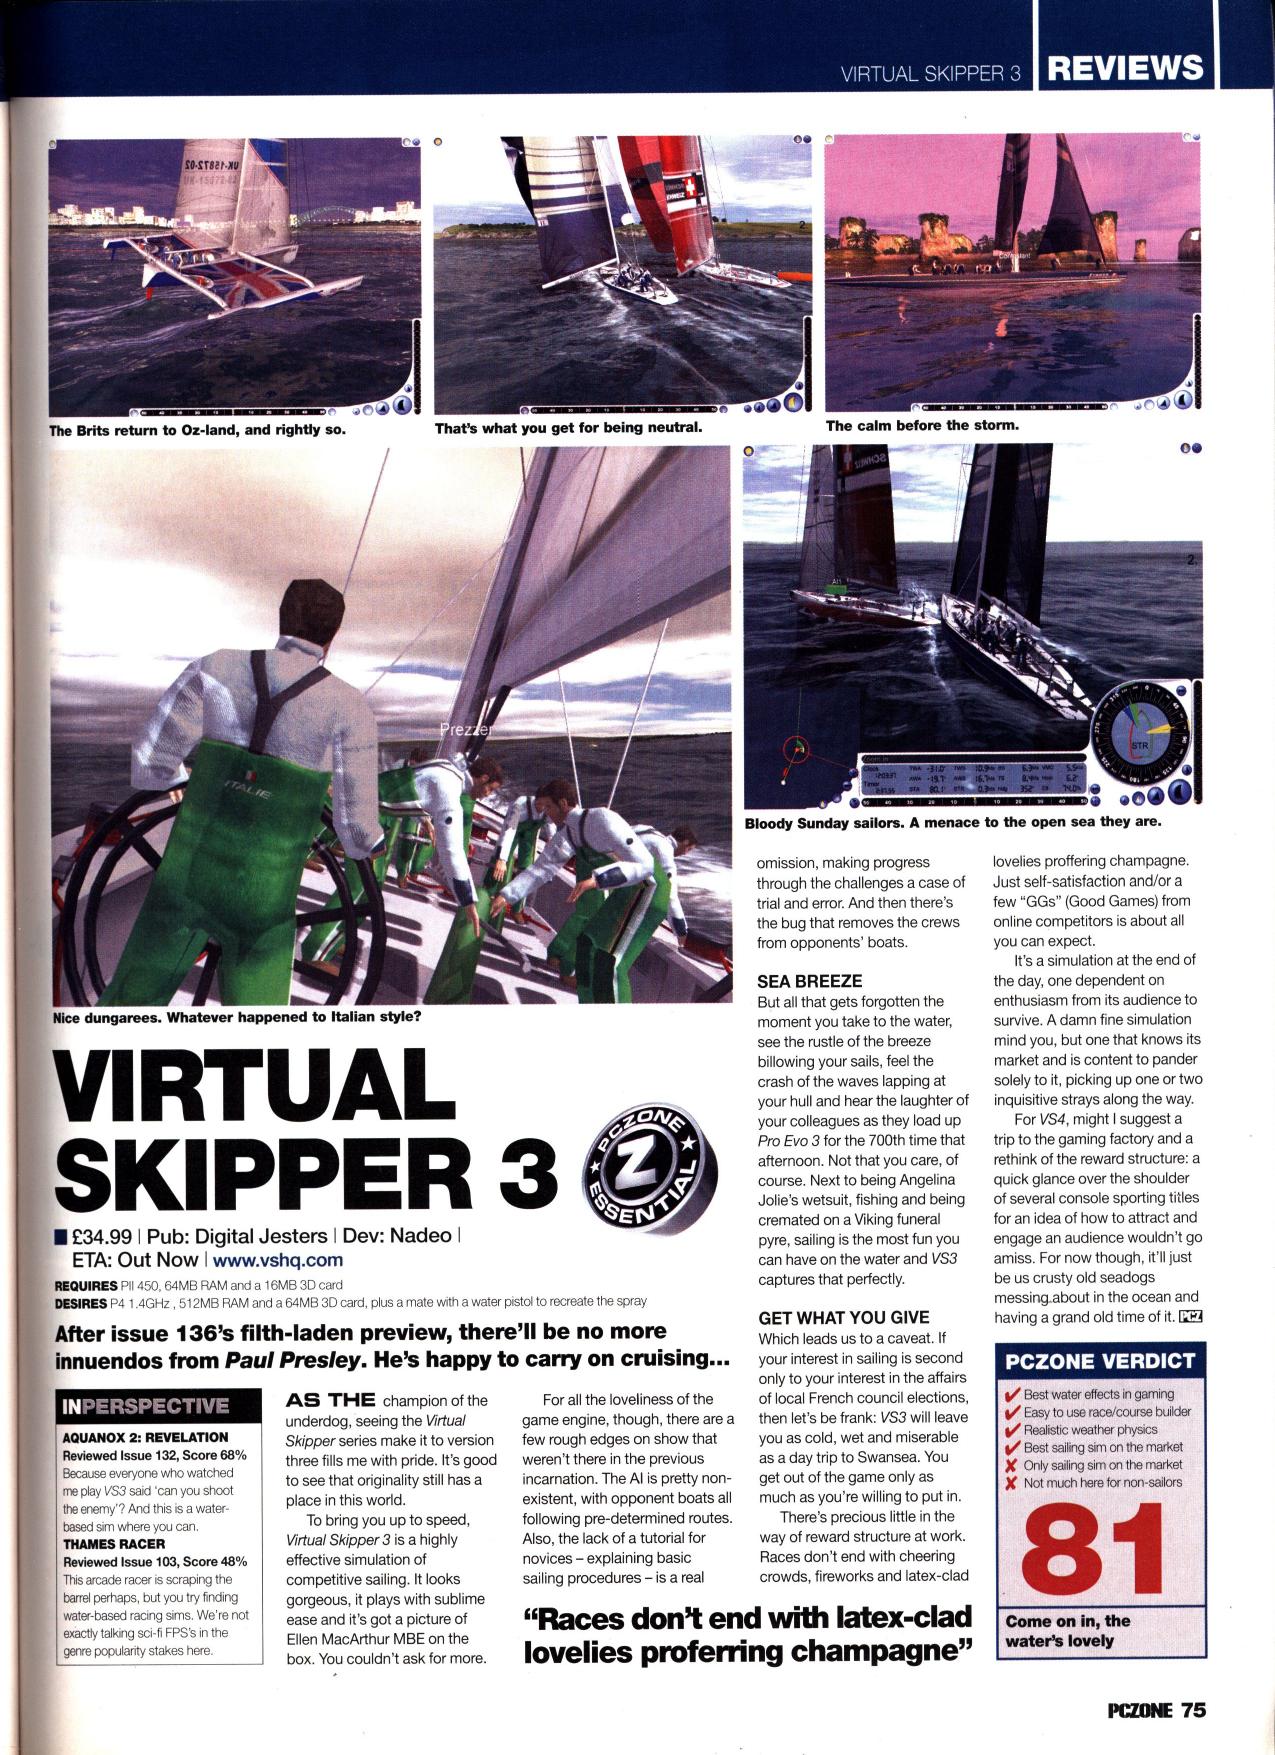 VIRTUAL SKIPPER 3
REVIEWS
The Brits return to Oz-land, and rightly so.
That's what you get for being neutral.
The calm before the storm.
Prezzer
ITALIE
Nice dungarees. Whatever happened to Italian style?
AI1
2.
STR
Bloody Sunday sailors. A menace to the open sea they are.
VIRTUAL
SKIPPER 3
PCZONE
Z
ESSENTIAL
£34.99 | Pub: Digital Jesters | Dev: Nadeo |
ETA: Out Now | www.vshq.com
REQUIRES PII 450, 64MB RAM and a 16MB 3D card
DESIRES P4 1.4GHz , 512MB RAM and a 64MB 3D card, plus a mate with a water pistol to recreate the spray
After issue 136's filth-laden preview, there'll be no more
innuendos from Paul Presley. He's happy to carry on cruising...
INPERSPECTIVE
AQUANOX 2: REVELATION
Reviewed Issue 132, Score 68%
Because everyone who watched
me play VS3 said 'can you shoot
the enemy'? And this is a water-
based sim where you can.
THAMES RACER
Reviewed Issue 103, Score 48%
This arcade racer is scraping the
barrel perhaps, but you try finding
water-based racing sims. We're not
exactly talking sci-fi FPS's in the
genre popularity stakes here.
AS THE champion of the
underdog, seeing the Virtual
Skipper series make it to version
three fills me with pride. It's good
to see that originality still has a
place in this world.
To bring you up to speed,
Virtual Skipper 3 is a highly
effective simulation of
competitive sailing. It looks
gorgeous, it plays with sublime
ease and it's got a picture of
Ellen MacArthur MBE on the
box. You couldn't ask for more.
For all the loveliness of the
game engine, though, there are a
few rough edges on show that
weren't there in the previous
incarnation. The AI is pretty non-
existent, with opponent boats all
following pre-determined routes.
Also, the lack of a tutorial for
novices – explaining basic
sailing procedures – is a real
"Races don't end with latex-clad
lovelies proferring champagne"
omission, making progress
through the challenges a case of
trial and error. And then there's
the bug that removes the crews
from opponents' boats.
SEA BREEZE
But all that gets forgotten the
moment you take to the water,
see the rustle of the breeze
billowing your sails, feel the
crash of the waves lapping at
your hull and hear the laughter of
your colleagues as they load up
Pro Evo 3 for the 700th time that
afternoon. Not that you care, of
course. Next to being Angelina
Jolie's wetsuit, fishing and being
cremated on a Viking funeral
pyre, sailing is the most fun you
can have on the water and VS3
captures that perfectly.
GET WHAT YOU GIVE
Which leads us to a caveat. If
your interest in sailing is second
only to your interest in the affairs
of local French council elections,
then let's be frank: VS3 will leave
you as cold, wet and miserable
as a day trip to Swansea. You
get out of the game only as
much as you're willing to put in.
There's precious little in the
way of reward structure at work.
Races don't end with cheering
crowds, fireworks and latex-clad
lovelies proffering champagne.
Just self-satisfaction and/or a
few "GGs" (Good Games) from
online competitors is about all
you can expect.
It's a simulation at the end of
the day, one dependent on
enthusiasm from its audience to
survive. A damn fine simulation
mind you, but one that knows its
market and is content to pander
solely to it, picking up one or two
inquisitive strays along the way.
For VS4, might I suggest a
trip to the gaming factory and a
rethink of the reward structure: a
quick glance over the shoulder
of several console sporting titles
for an idea of how to attract and
engage an audience wouldn't go
amiss. For now though, it'll just
be us crusty old seadogs
messing about in the ocean and
having a grand old time of it. PCZ
PCZONE VERDICT
Best water effects in gaming
Easy to use race/course builder
Realistic weather physics
Best sailing sim on the market
Only sailing sim on the market
Not much here for non-sailors
81
Come on in, the
water's lovely
PCZONE 75